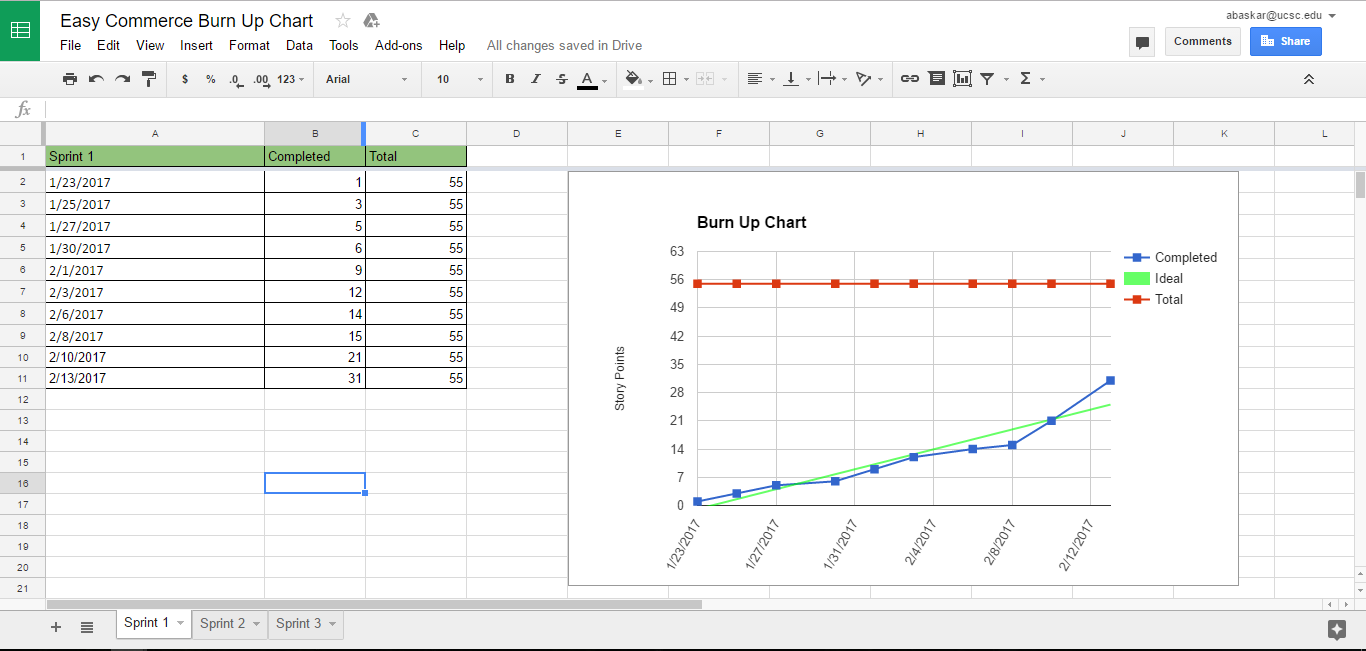 Easy Commerce Burn Up Chart
abaskar@ucsc.edu
File Edit View Insert Format Data Tools Add-ons Help All changes saved in Drive
Comments Share
$ % .0 .00 123 Arial 10 B I S A Σ
fx
A B C D E F G H I J K L
1 Sprint 1 Completed Total
2 1/23/2017 1 55
3 1/25/2017 3 55
4 1/27/2017 5 55
5 1/30/2017 6 55
6 2/1/2017 9 55
7 2/3/2017 12 55
8 2/6/2017 14 55
9 2/8/2017 15 55
10 2/10/2017 21 55
11 2/13/2017 31 55
12
13
14
15
16
17
18
19
20
21
Burn Up Chart
Story Points
63
56
49
42
35
28
21
14
7
0
1/23/2017 1/27/2017 1/31/2017 2/4/2017 2/8/2017 2/12/2017
Completed
Ideal
Total
+ Sprint 1 Sprint 2 Sprint 3